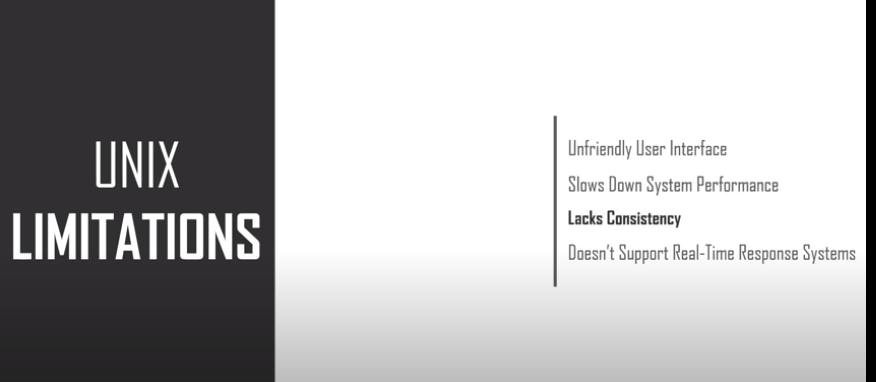 UNIX
LIMITATIONS
Unfriendly User Interface
Slows Down System Performance
Lacks Consistency
Doesn't Support Real-Time Response Systems